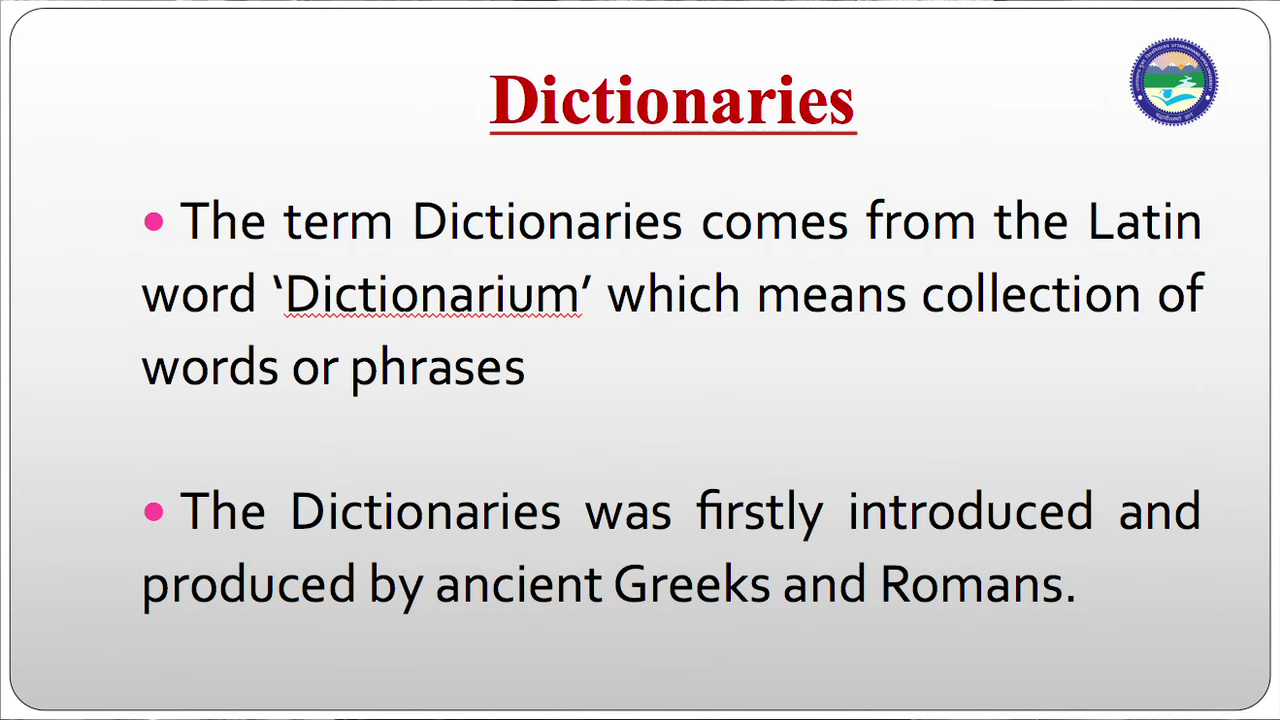 Dictionaries
• The term Dictionaries comes from the Latin
word ‘Dictionarium’ which means collection of
words or phrases
• The Dictionaries was firstly introduced and
produced by ancient Greeks and Romans.